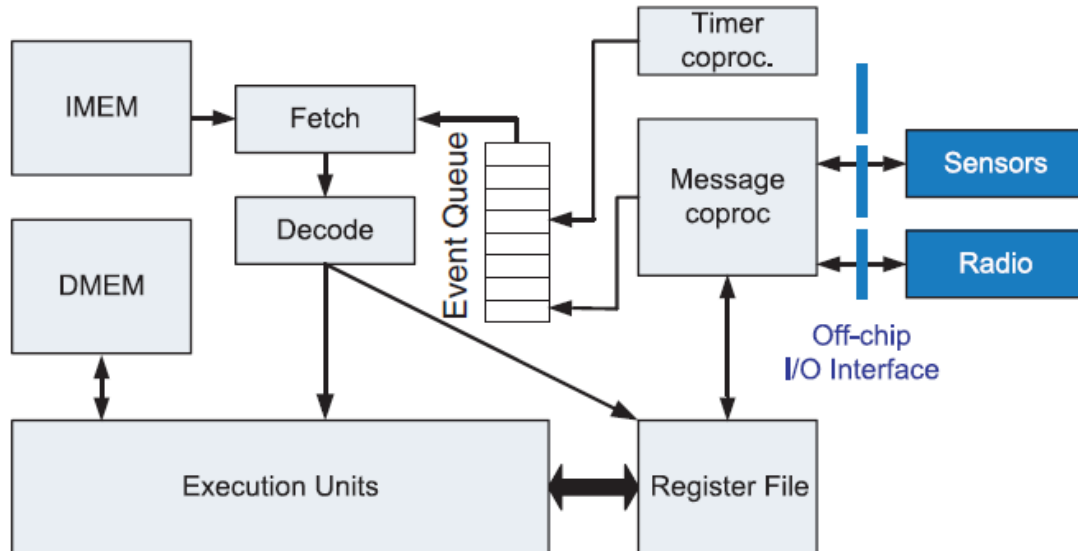 Timer
coproc.
IMEM
Fetch
Event Queue
Message
coproc
Sensors
Decode
DMEM
Radio
Off-chip
I/O Interface
Execution Units
Register File